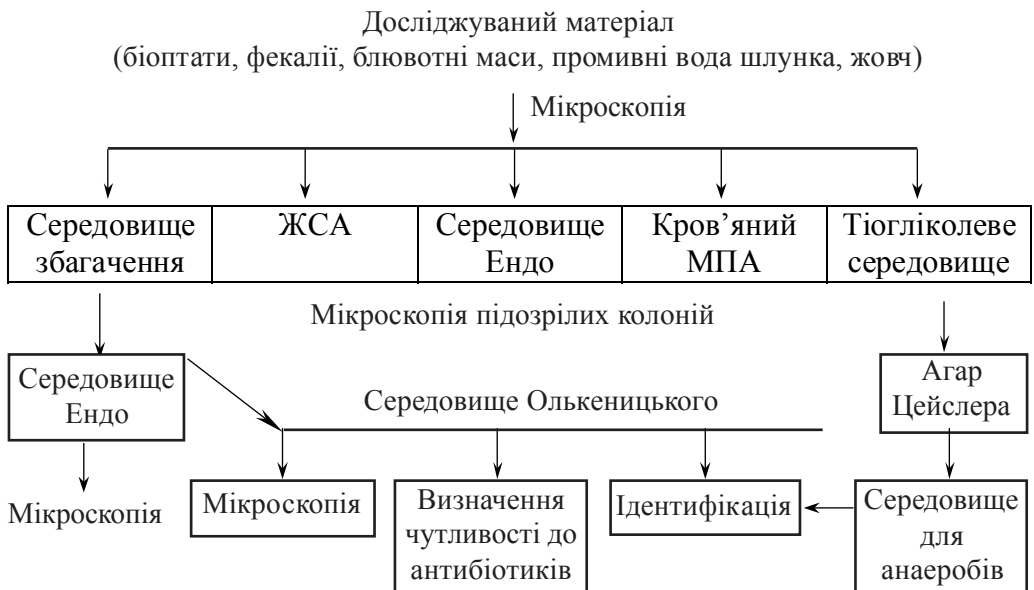 Досліджуваний матеріал
(біоптати, фекалії, блювотні маси, промивні вода шлунка, жовч)
Мікроскопія
Середовище
збагачення
ЖСА
Середовище
Ендо
Кров’яний
МПА
Тіогліколеве
середовище
Мікроскопія підозрілих колоній
Середовище
Ендо
Агар
Цейслера
Середовище Олькеницького
Мікроскопія
Мікроскопія
Визначення
чутливості до
антибіотиків
Ідентифікація
Середовище
для
анаеробів